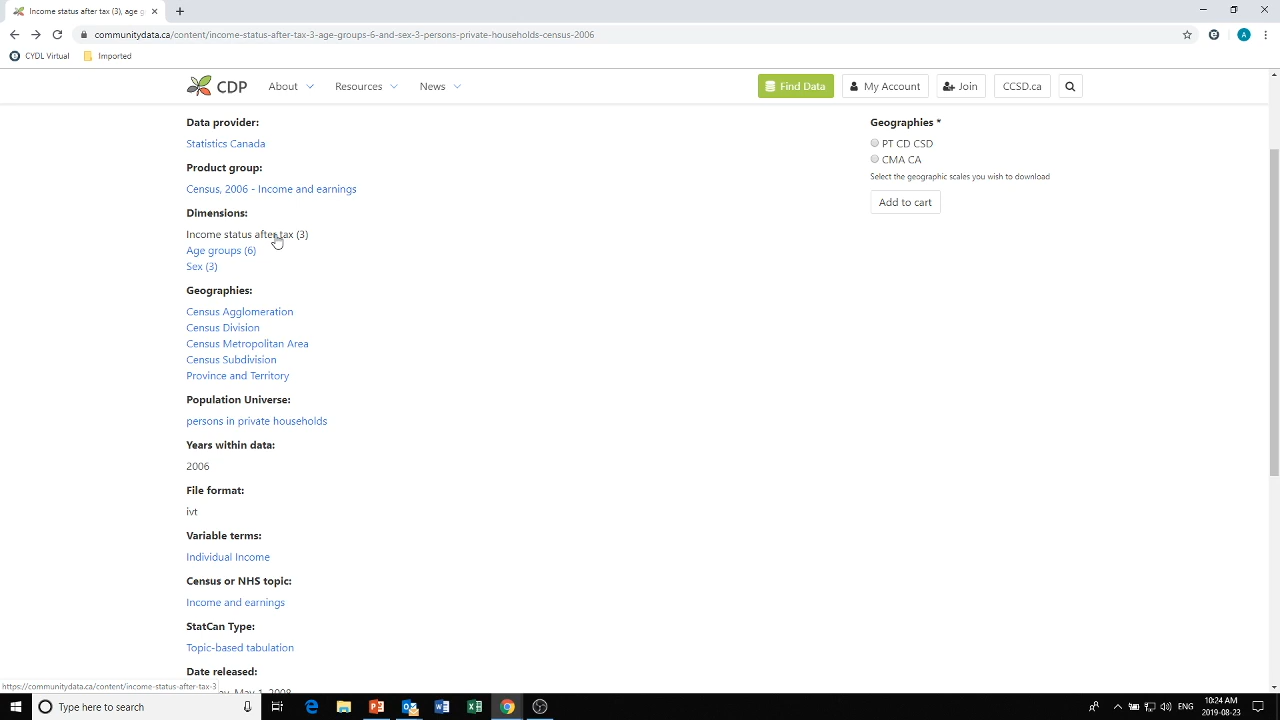 Income status after tax (3), age g
communitydata.ca/content/income-status-after-tax-3-age-groups-6-and-sex-3-persons-private-households-census-2006
A
CYDL Virtual
Imported
CDP
About
Resources
News
Find Data
My Account
Join
CCSD.ca
Data provider:
Statistics Canada
Product group:
Census, 2006 - Income and earnings
Dimensions:
Income status after tax (3)
Age groups (6)
Sex (3)
Geographies:
Census Agglomeration
Census Division
Census Metropolitan Area
Census Subdivision
Province and Territory
Population Universe:
persons in private households
Years within data:
2006
File format:
ivt
Variable terms:
Individual Income
Census or NHS topic:
Income and earnings
StatCan Type:
Topic-based tabulation
Date released:
May 1, 2008
Geographies *
PT CD CSD
CMA CA
Select the geographic scales you wish to download
Add to cart
https://communitydata.ca/content/income-status-after-tax-3
Type here to search
ENG
10:24 AM
2019-08-23